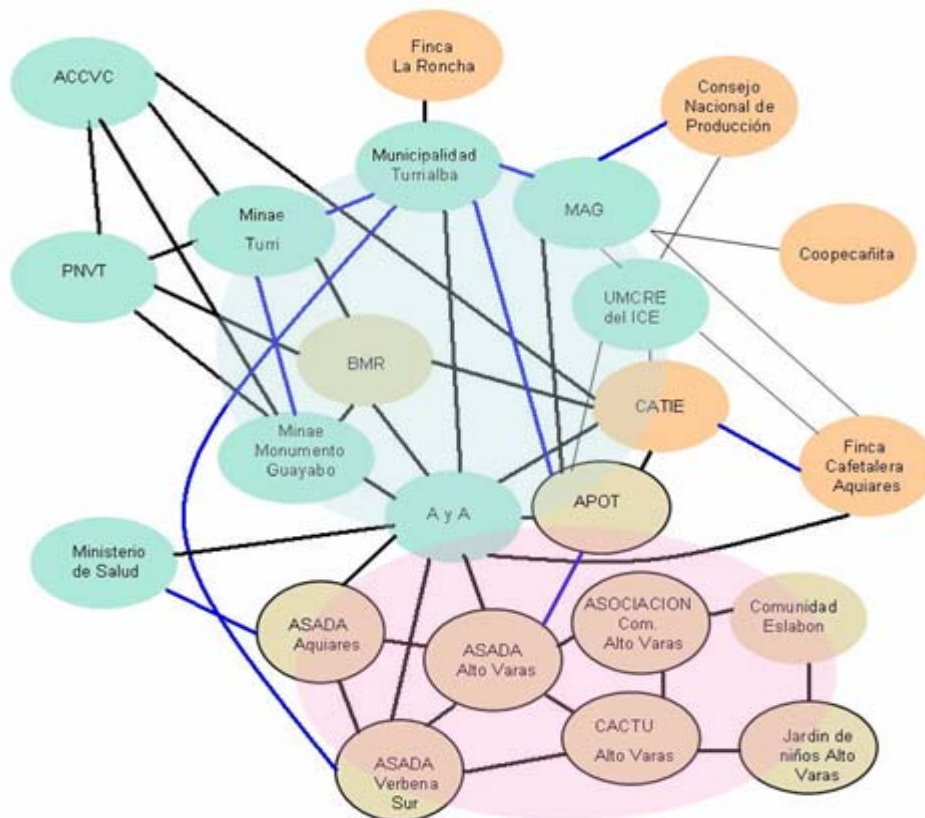 Finca
La Roncha
ACCVC
Consejo
Nacional de
Producción
Municipalidad
Turrialba
MAG
Minae
Turri
Coopecañita
PNVT
UMCRE
del ICE
BMR
CATIE
Minae
Monumento
Guayabo
Finca
Cafetalera
Aquiares
APOT
A y A
Ministerio
de Salud
ASADA
Aquiares
ASADA
Alto Varas
ASOCIACION
Com.
Alto Varas
Comunidad
Eslabon
CACTU
Alto Varas
Jardin de
niños Alto
Varas
ASADA
Verbena
Sur